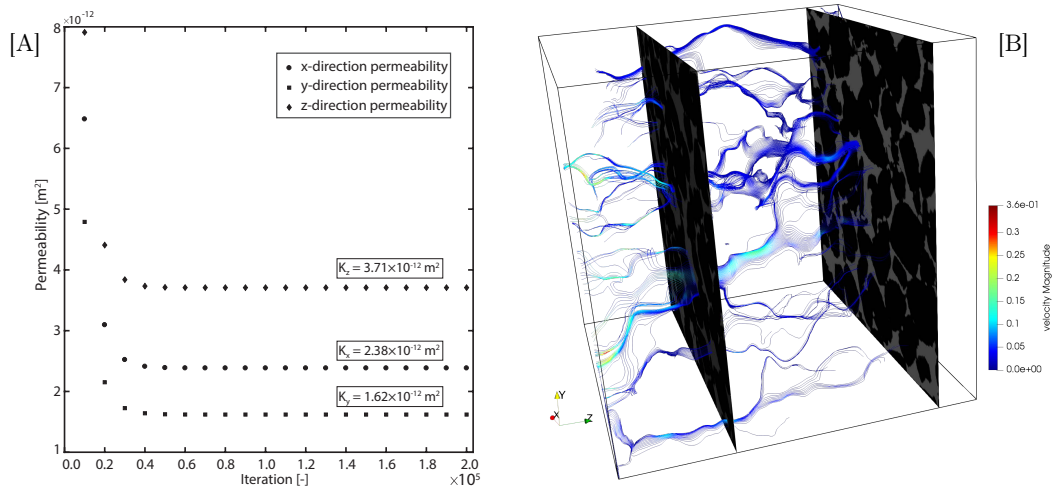 [A]
×10⁻¹²
8
7
6
5
4
3
2
1
Permeability [m²]
x-direction permeability
y-direction permeability
z-direction permeability
K_z = 3.71×10⁻¹² m²
K_x = 2.38×10⁻¹² m²
K_y = 1.62×10⁻¹² m²
0.0 0.2 0.4 0.6 0.8 1.0 1.2 1.4 1.6 1.8 2.0
Iteration [-]
×10⁵
[B]
3.6e-01
0.3
0.25
0.2
0.15
0.1
0.05
0.0e+00
velocity Magnitude
Y
X
Z